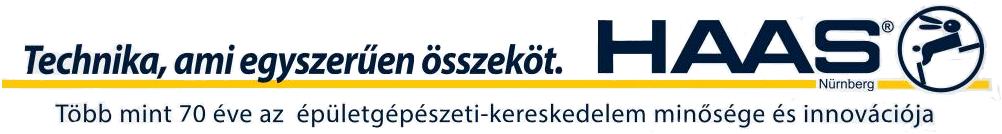 Technika, ami egyszerűen összeköt. HAAS®
Nürnberg
Több mint 70 éve az épületgépészeti-kereskedelem minősége és innovációja